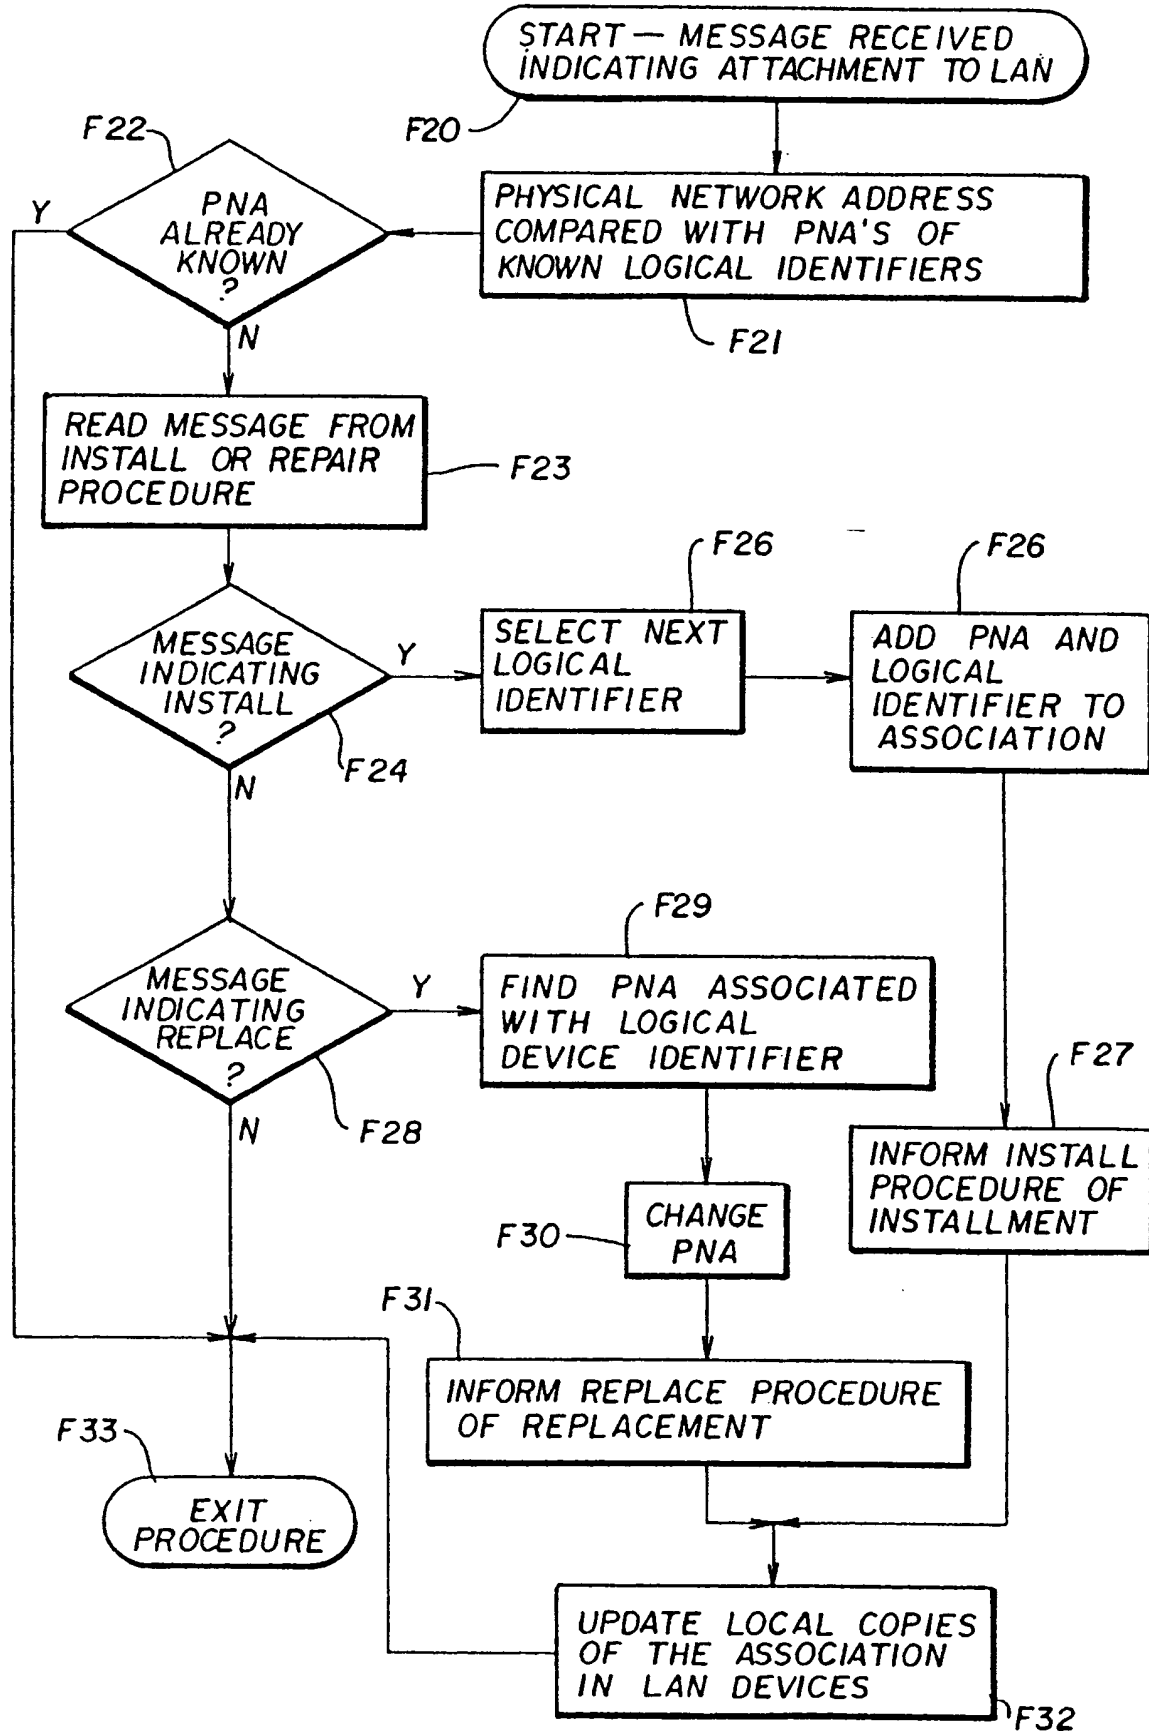 START — MESSAGE RECEIVED
INDICATING ATTACHMENT TO LAN
F20
F22
PHYSICAL NETWORK ADDRESS
COMPARED WITH PNA'S OF
KNOWN LOGICAL IDENTIFIERS
F21
Y
PNA
ALREADY
KNOWN
?
N
READ MESSAGE FROM
INSTALL OR REPAIR
PROCEDURE
F23
MESSAGE
INDICATING
INSTALL
?
Y
F24
N
F26
SELECT NEXT
LOGICAL
IDENTIFIER
F26
ADD PNA AND
LOGICAL
IDENTIFIER TO
ASSOCIATION
MESSAGE
INDICATING
REPLACE
?
Y
F28
N
F29
FIND PNA ASSOCIATED
WITH LOGICAL
DEVICE IDENTIFIER
F27
INFORM INSTALL
PROCEDURE OF
INSTALLMENT
F30
CHANGE
PNA
F31
INFORM REPLACE PROCEDURE
OF REPLACEMENT
F33
EXIT
PROCEDURE
UPDATE LOCAL COPIES
OF THE ASSOCIATION
IN LAN DEVICES
F32